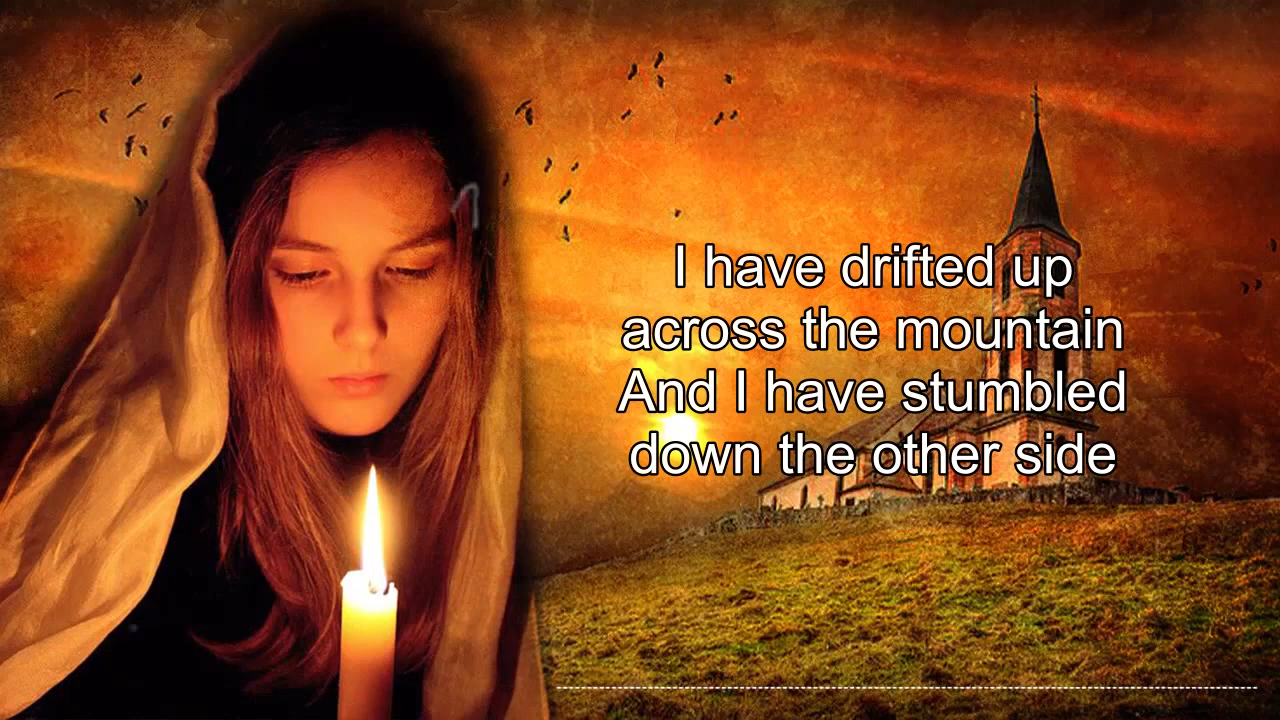 I have drifted up
across the mountain
And I have stumbled
down the other side